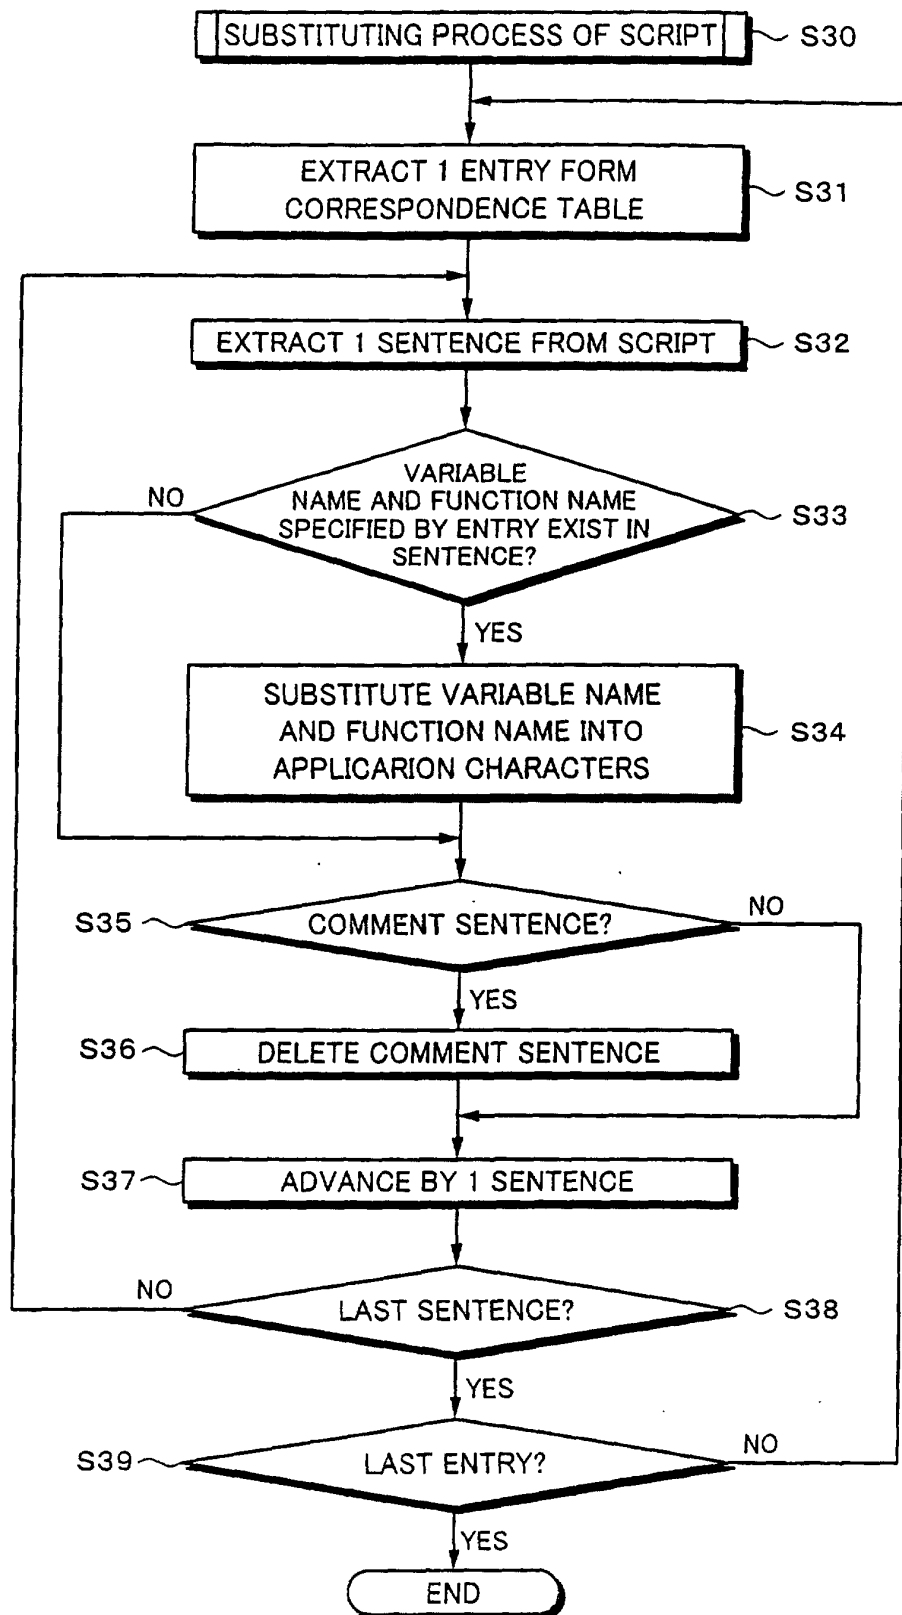 SUBSTITUTING PROCESS OF SCRIPT S30
EXTRACT 1 ENTRY FORM
CORRESPONDENCE TABLE
S31
EXTRACT 1 SENTENCE FROM SCRIPT S32
VARIABLE
NAME AND FUNCTION NAME
SPECIFIED BY ENTRY EXIST IN
SENTENCE?
S33
NO
YES
SUBSTITUTE VARIABLE NAME
AND FUNCTION NAME INTO
APPLICARION CHARACTERS
S34
S35 COMMENT SENTENCE? NO
YES
S36 DELETE COMMENT SENTENCE
S37 ADVANCE BY 1 SENTENCE
NO LAST SENTENCE? S38
YES
S39 LAST ENTRY? NO
YES
END